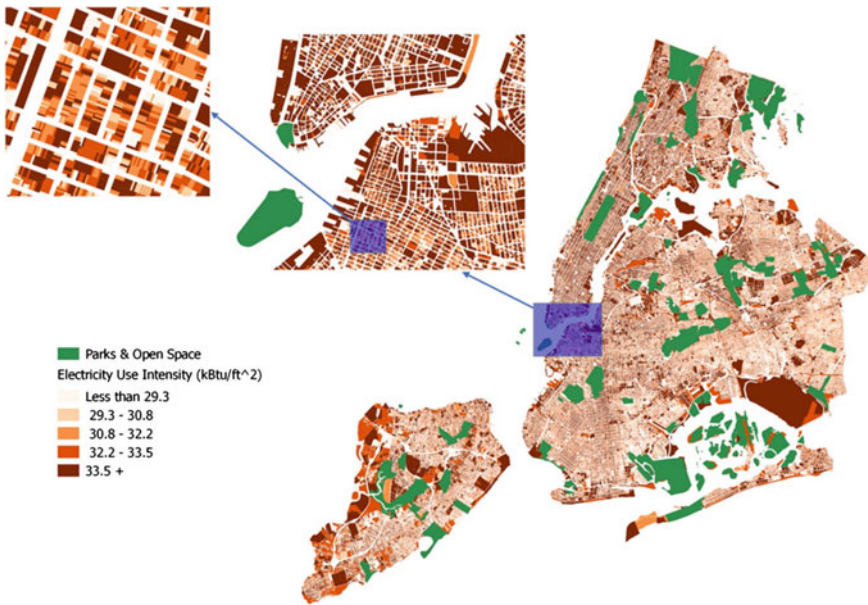 Parks & Open Space
Electricity Use Intensity (kBtu/ft^2)
Less than 29.3
29.3 - 30.8
30.8 - 32.2
32.2 - 33.5
33.5 +